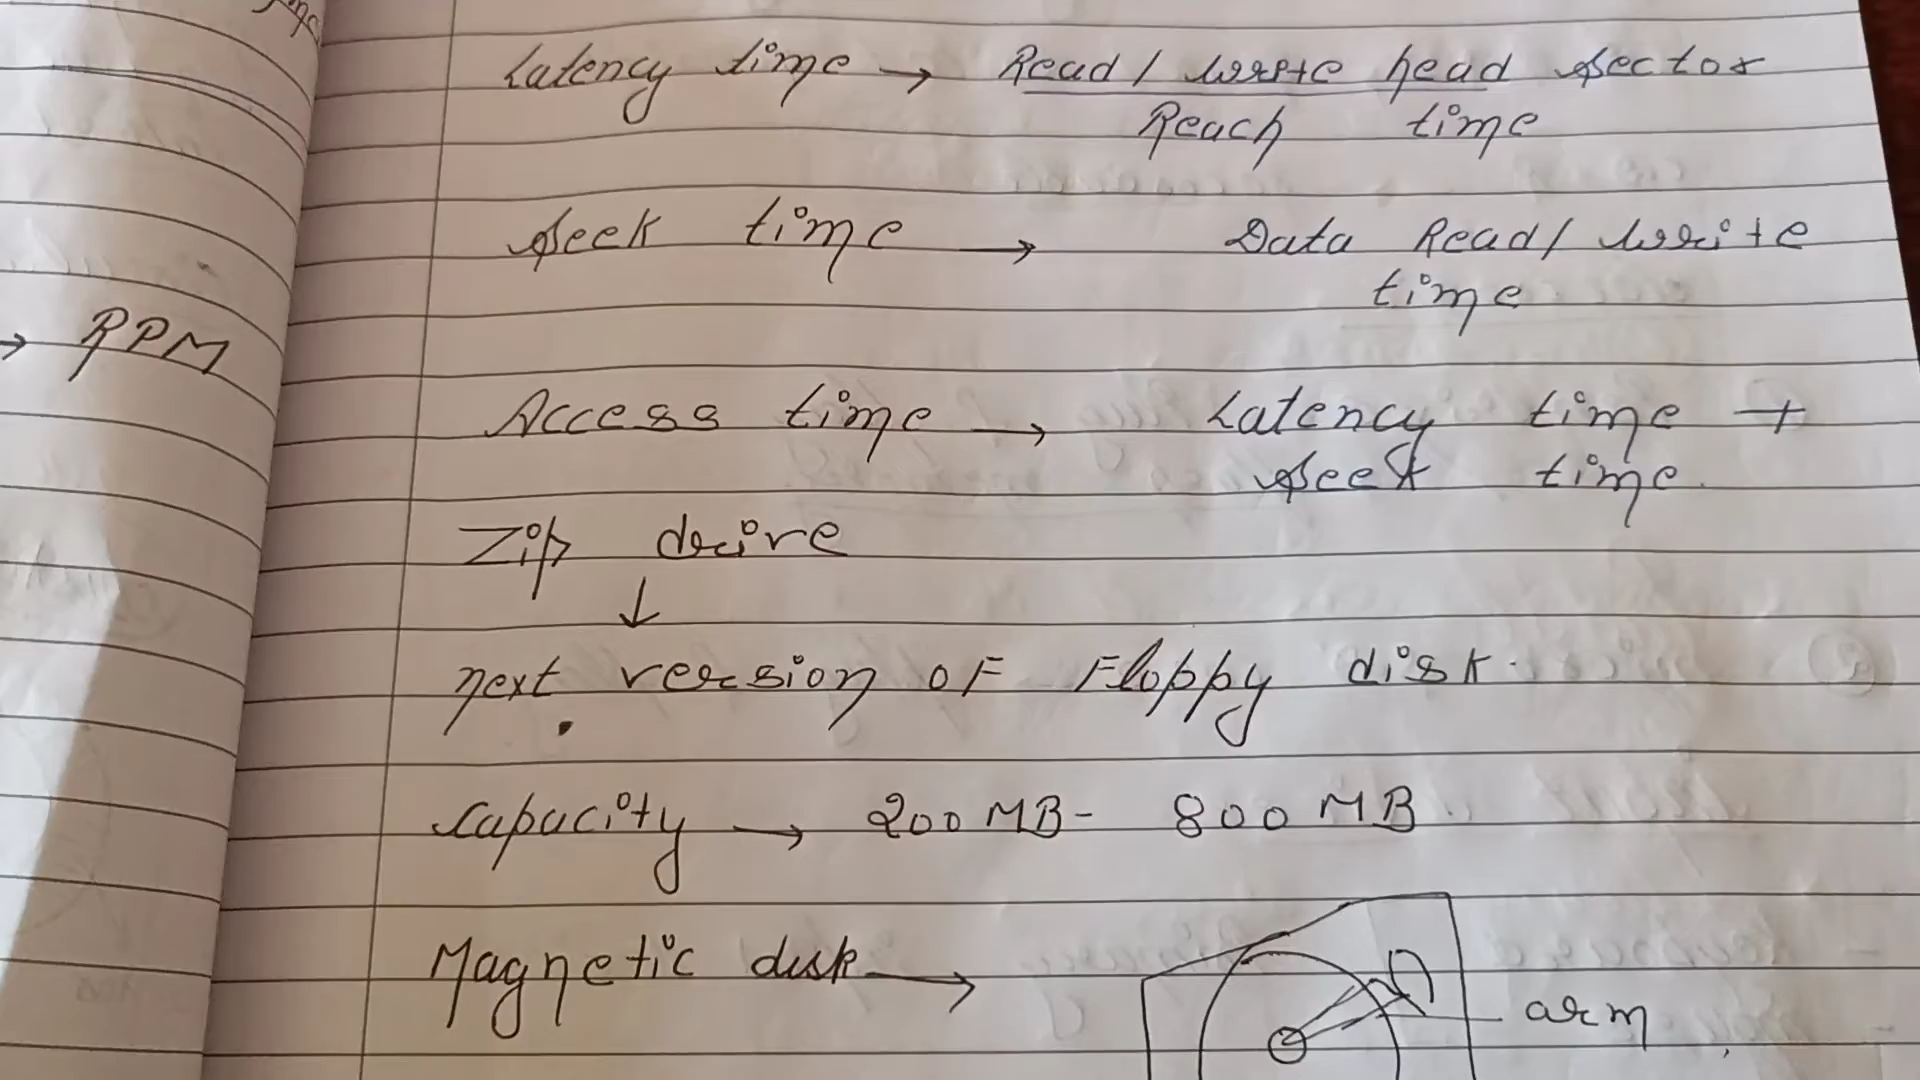 Latency time → Read / write head sector
Reach time
seek time → Data Read / write
time
→ RPM
Access time → Latency time +
seek time.
Zip drive
↓
next version of Floppy disk.
Capacity → 200 MB - 800 MB.
Magnetic disk →
arm